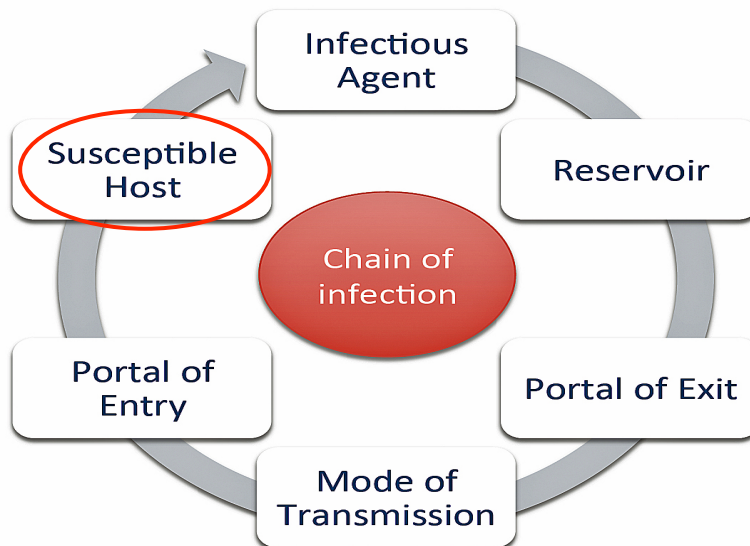 Infectious
Agent
Susceptible
Host
Reservoir
Chain of
infection
Portal of
Entry
Portal of Exit
Mode of
Transmission